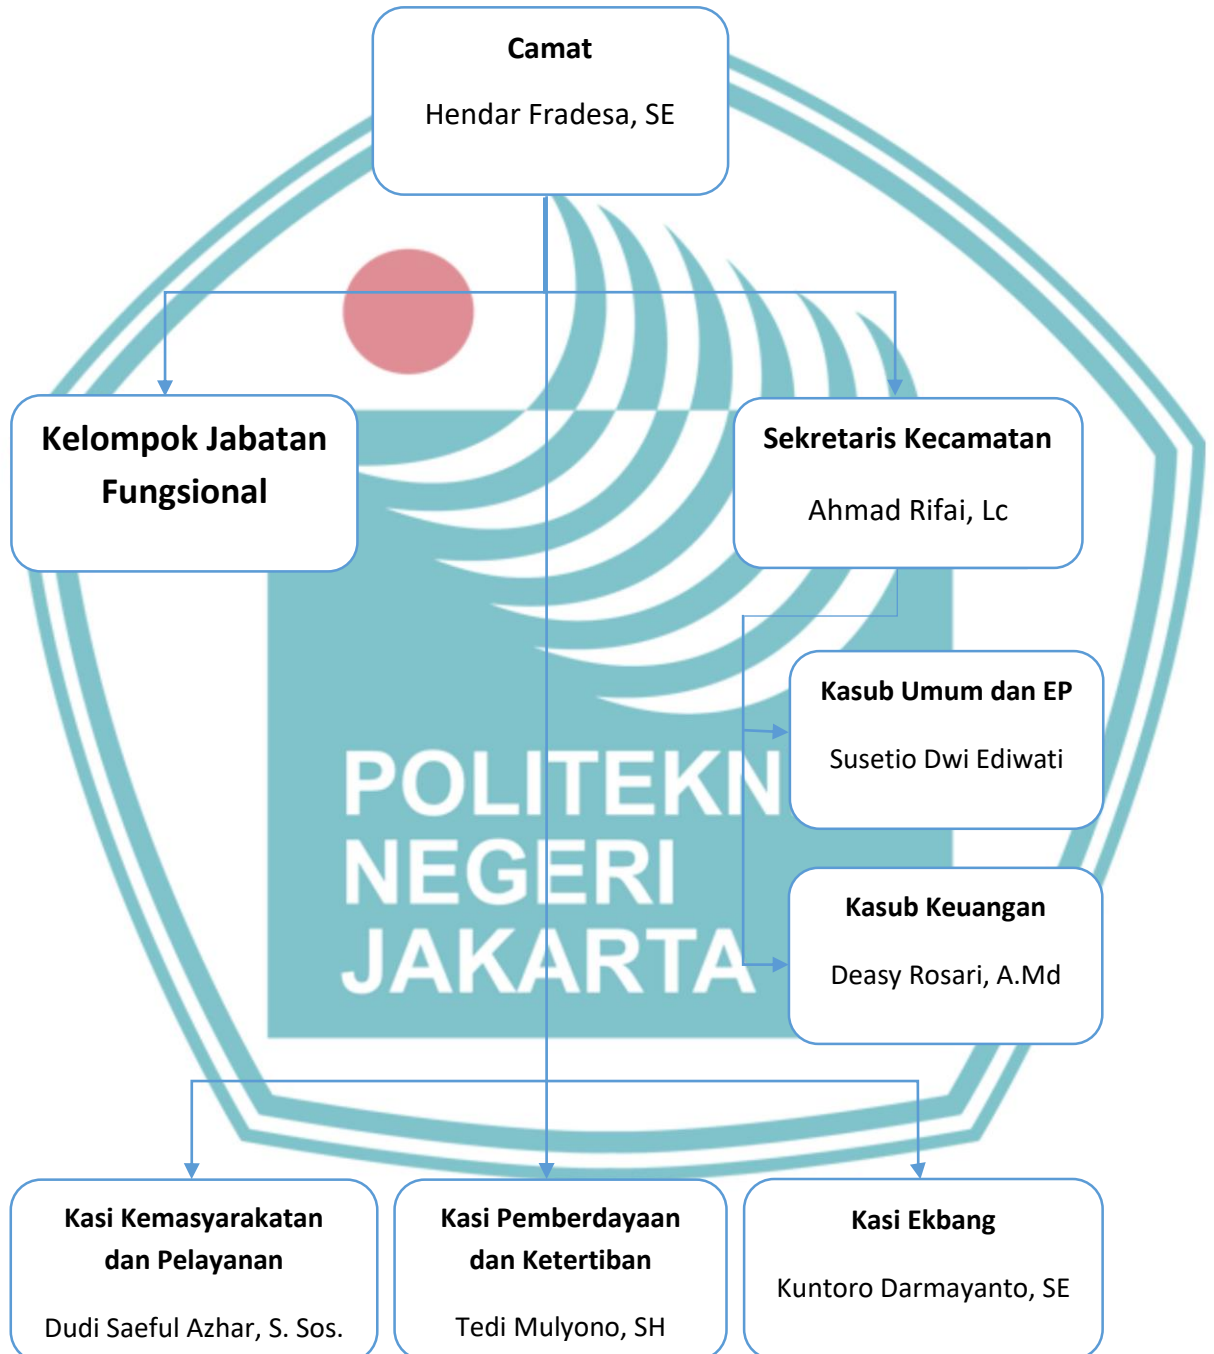 Camat
Hendar Fradesa, SE
Kelompok Jabatan
Fungsional
Sekretaris Kecamatan
Ahmad Rifai, Lc
Kasub Umum dan EP
Susetio Dwi Ediwati
Kasub Keuangan
Deasy Rosari, A.Md
POLITEKN
NEGERI
JAKARTA
Kasi Kemasyarakatan
dan Pelayanan
Dudi Saeful Azhar, S. Sos.
Kasi Pemberdayaan
dan Ketertiban
Tedi Mulyono, SH
Kasi Ekbang
Kuntoro Darmayanto, SE